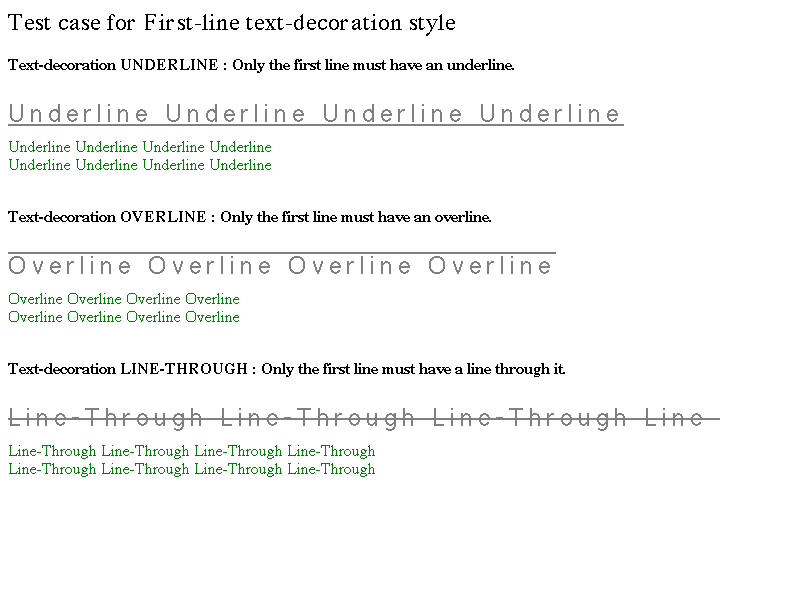 Test case for First-line text-decoration style
Text-decoration UNDERLINE : Only the first line must have an underline.
Underline Underline Underline Underline
Underline Underline Underline Underline
Underline Underline Underline Underline
Text-decoration OVERLINE : Only the first line must have an overline.
Overline Overline Overline Overline
Overline Overline Overline Overline
Overline Overline Overline Overline
Text-decoration LINE-THROUGH : Only the first line must have a line through it.
Line-Through Line-Through Line-Through Line-
Line-Through Line-Through Line-Through Line-Through
Line-Through Line-Through Line-Through Line-Through